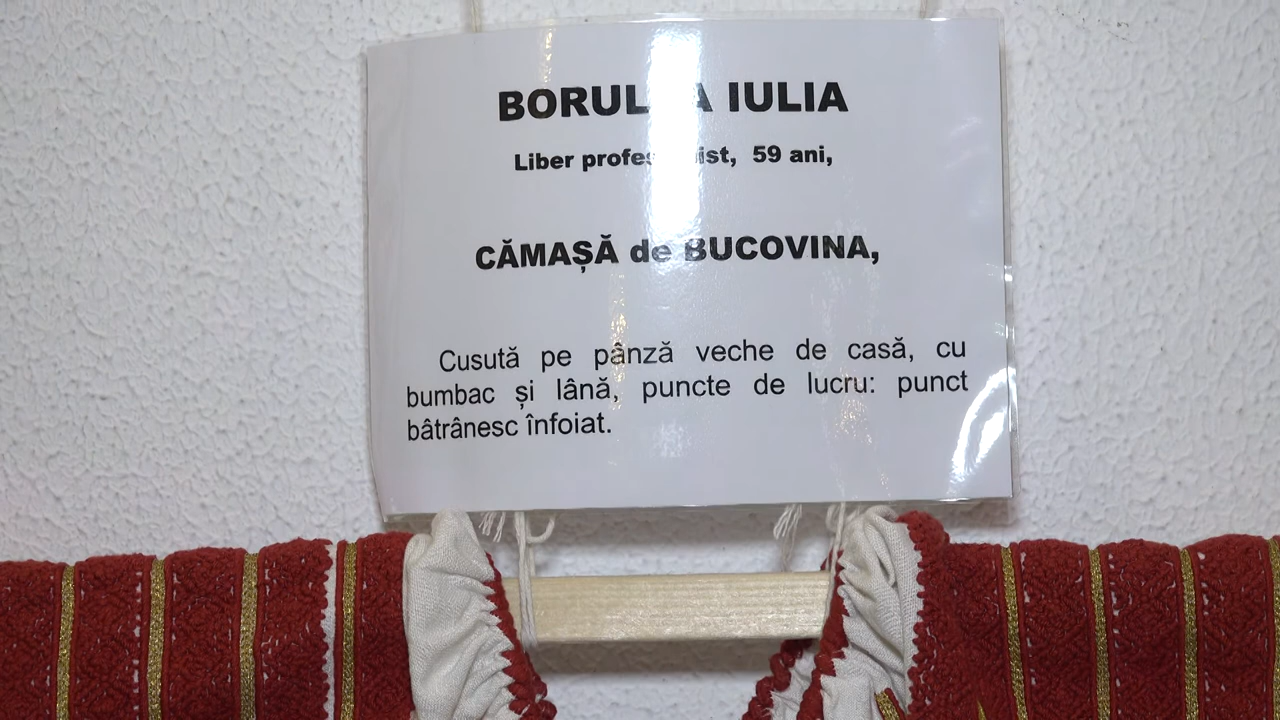 IULIA
Liber 59 ani,
CĂMAȘĂ de BUCOVINA,
Cusută pe pânză veche de casă, cu
bumbac și lână, puncte de lucru: punct
bâtrânesc înfoiat.